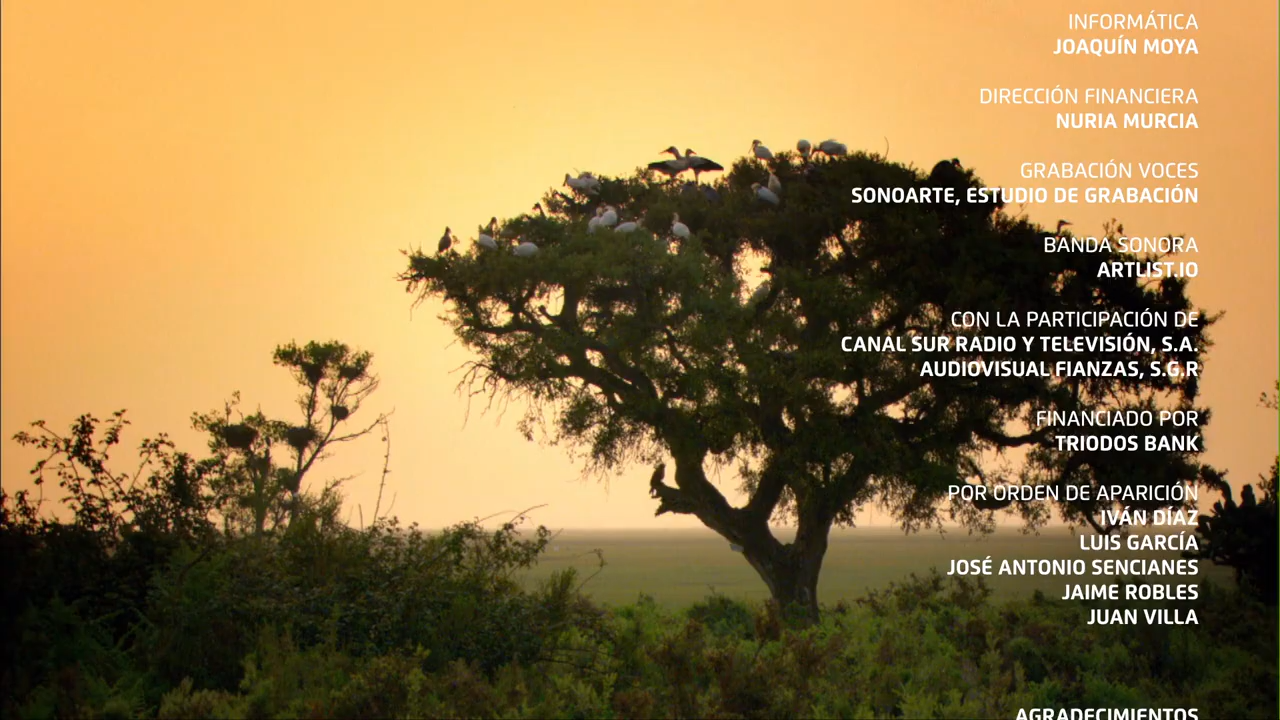 INFORMÁTICA
JOAQUÍN MOYA
DIRECCIÓN FINANCIERA
NURIA MURCIA
GRABACIÓN VOCES
SONOARTE, ESTUDIO DE GRABACIÓN
BANDA SONORA
ARTLIST.IO
CON LA PARTICIPACIÓN DE
CANAL SUR RADIO Y TELEVISIÓN, S.A.
AUDIOVISUAL FIANZAS, S.G.R
FINANCIADO POR
TRIODOS BANK
POR ORDEN DE APARICIÓN
IVÁN DÍAZ
LUIS GARCÍA
JOSÉ ANTONIO SENCIANES
JAIME ROBLES
JUAN VILLA
AGRADECIMIENTOS